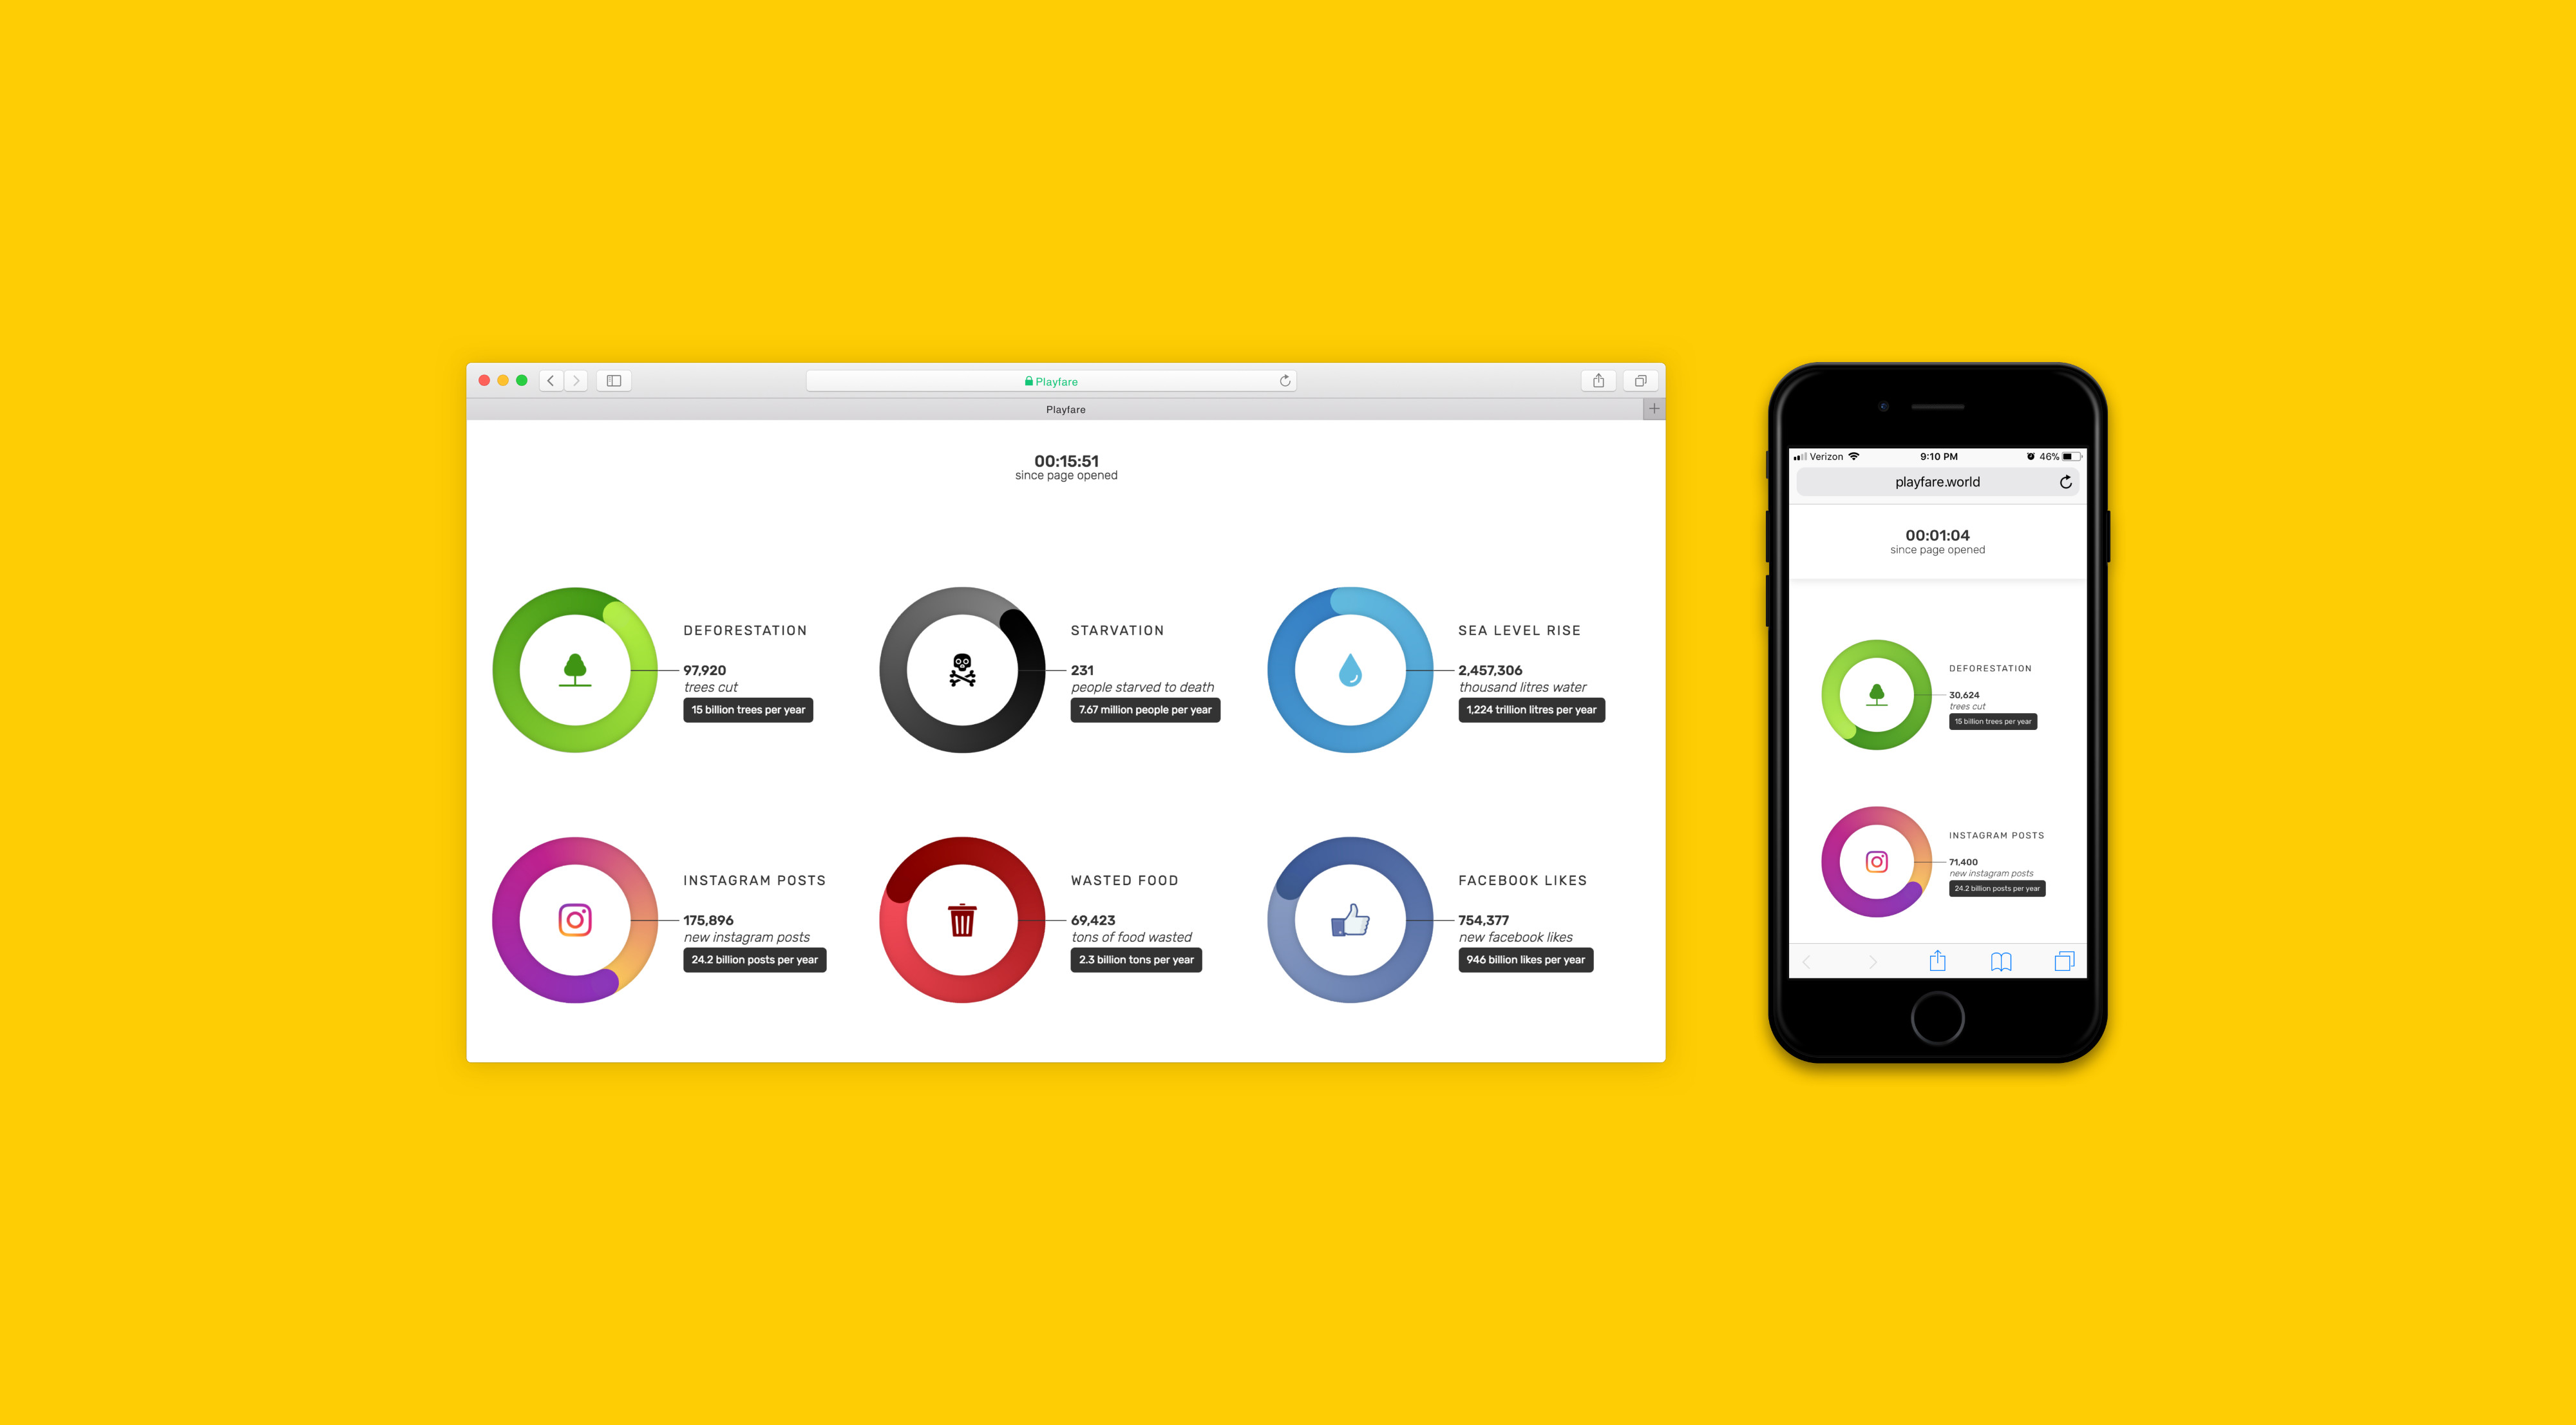 Playfare
Playfare
00:15:51
since page opened
DEFORESTATION
97,920
trees cut
15 billion trees per year
STARVATION
231
people starved to death
7.67 million people per year
SEA LEVEL RISE
2,457,306
thousand litres water
1,224 trillion litres per year
INSTAGRAM POSTS
175,896
new instagram posts
24.2 billion posts per year
WASTED FOOD
69,423
tons of food wasted
2.3 billion tons per year
FACEBOOK LIKES
754,377
new facebook likes
946 billion likes per year
Verizon 9:10 PM 46%
playfare.world
00:01:04
since page opened
DEFORESTATION
30,624
trees cut
15 billion trees per year
INSTAGRAM POSTS
71,400
new instagram posts
24.2 billion posts per year